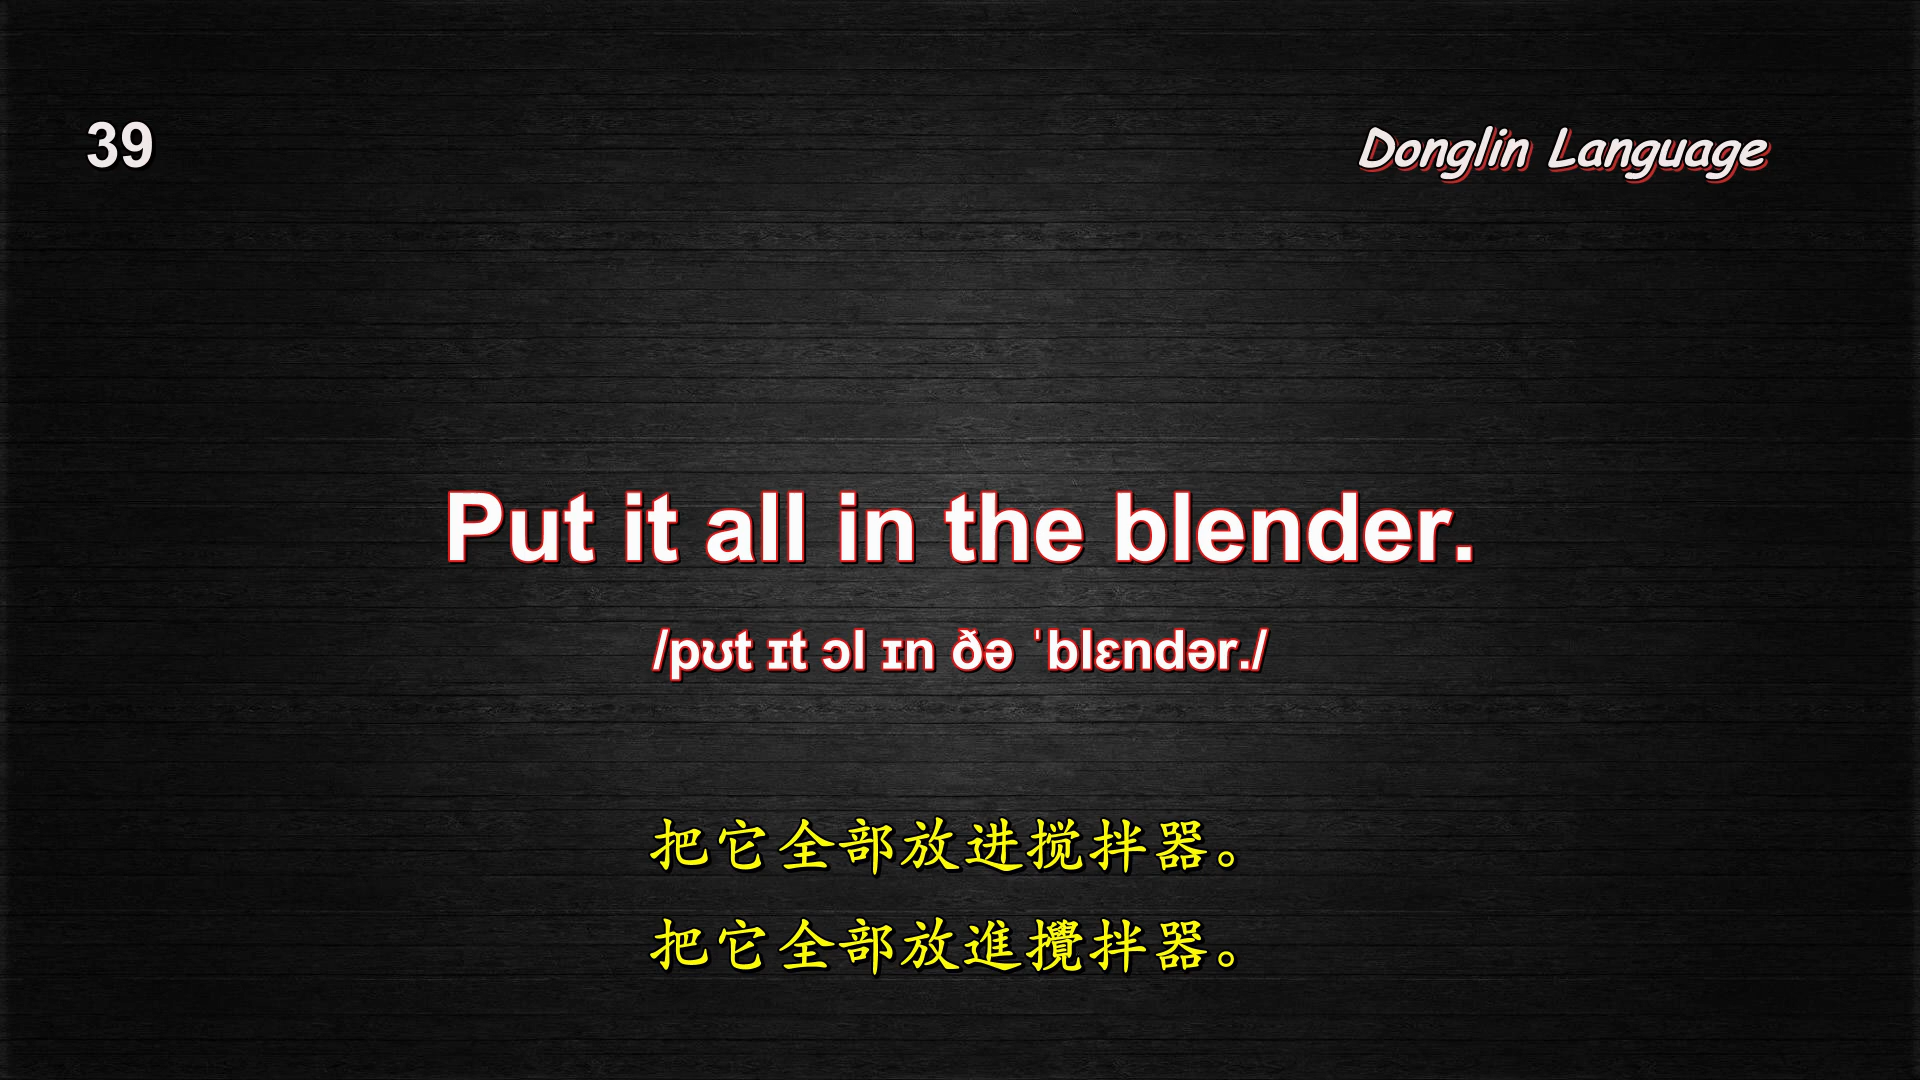 39
Donglin Language
Put it all in the blender.
/pʊt ɪt ɔl ɪn ðə ˈblɛndər./
把它全部放进搅拌器。
把它全部放進攪拌器。